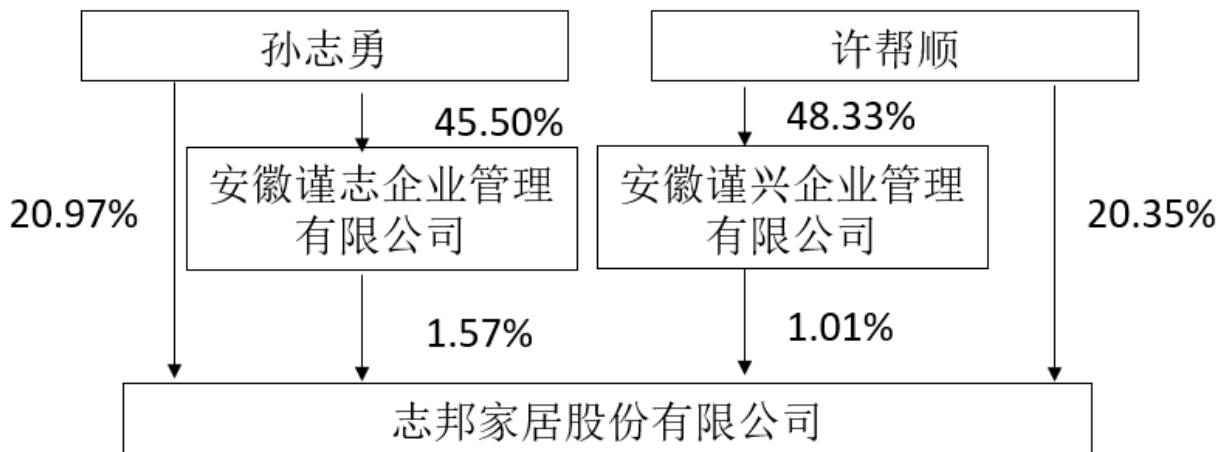 孙志勇
许帮顺
45.50%
48.33%
安徽谨志企业管理
有限公司
安徽谨兴企业管理
有限公司
20.97%
20.35%
1.57%
1.01%
志邦家居股份有限公司